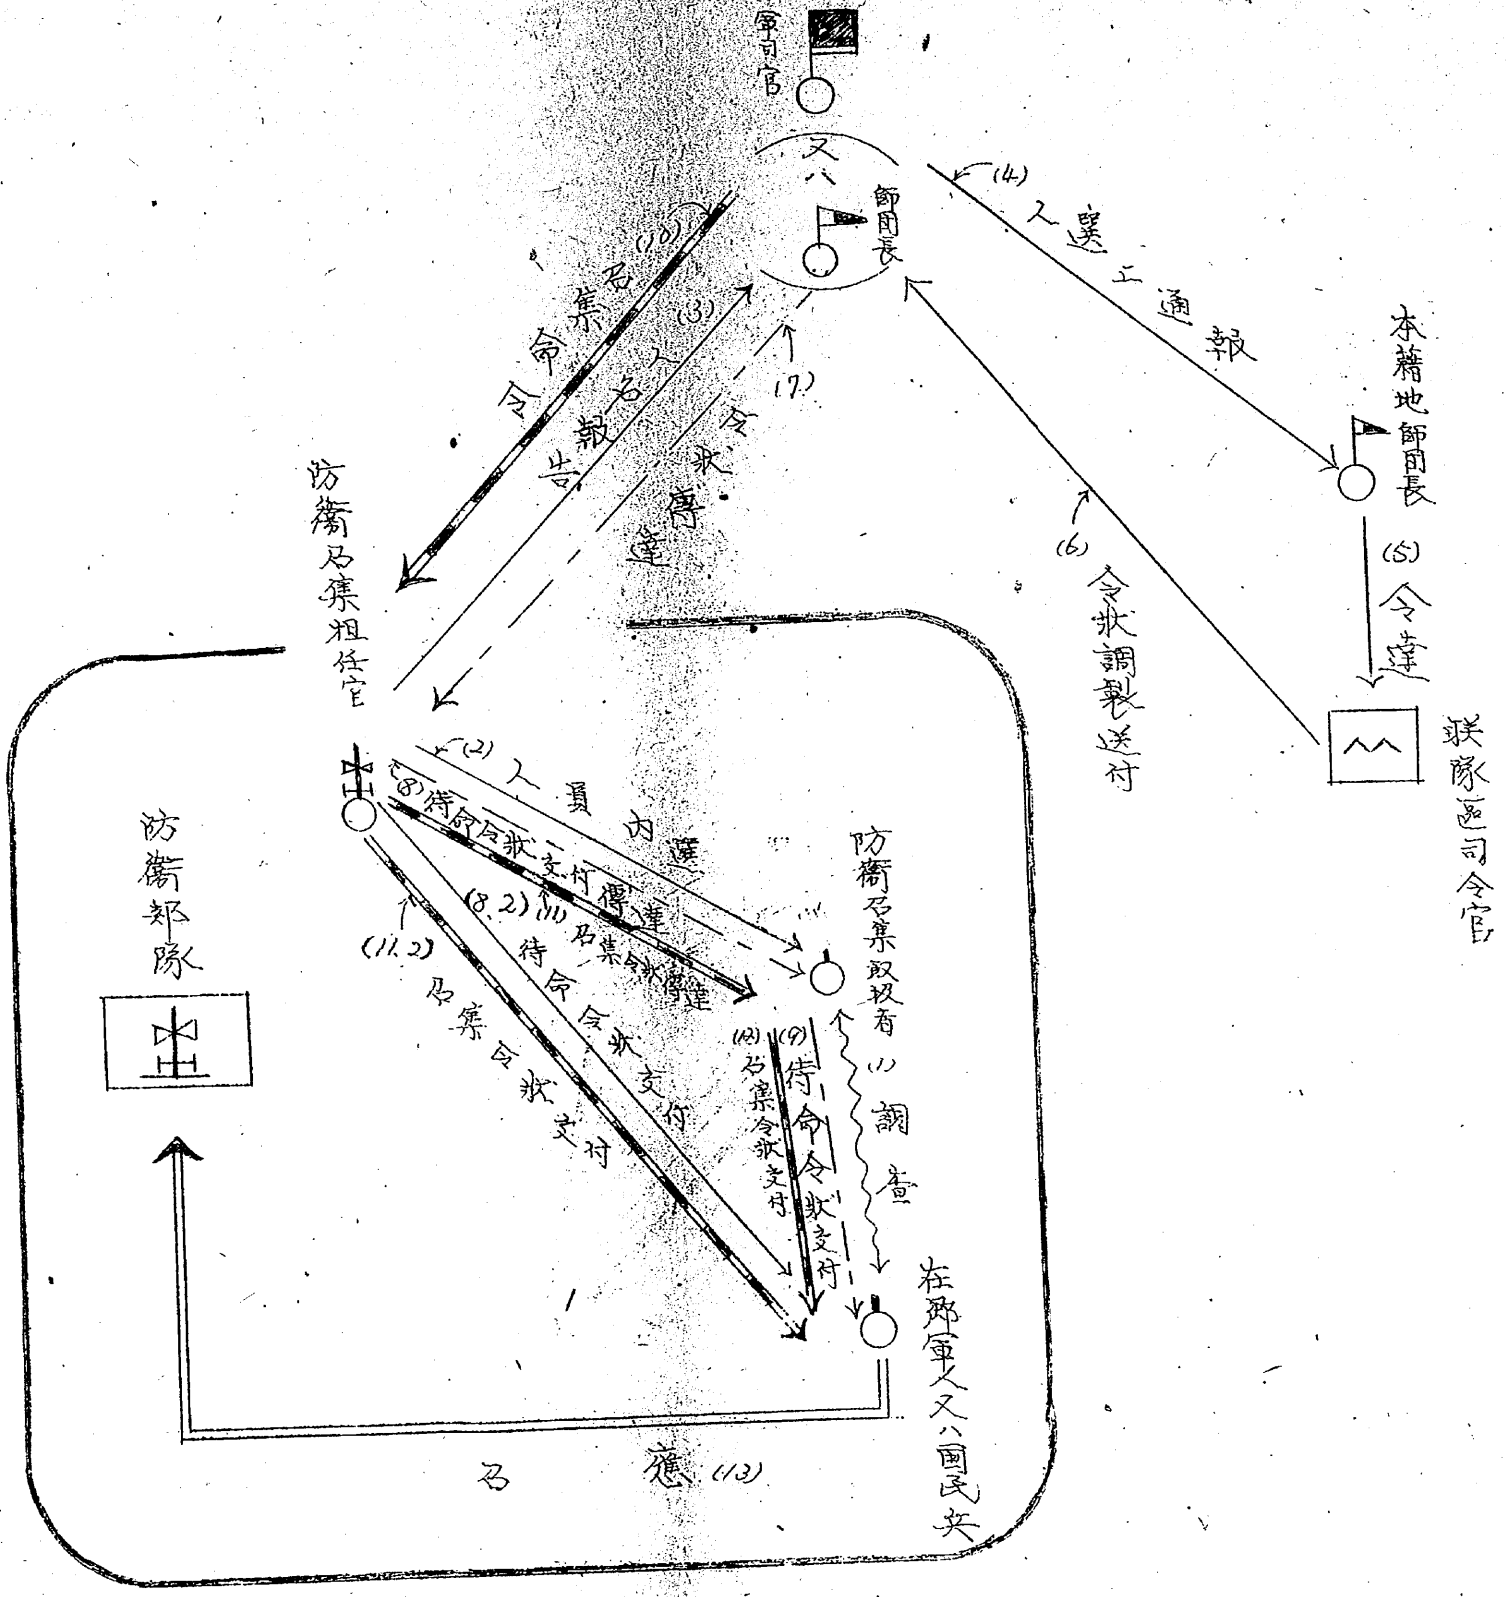 軍司官
又ハ
師団長
(4)
人選上通報
本籍地師団長
(5) 令達
联隊區司令官
(6) 令状調製送付
(10)
召集命令
(3)
人名報告
(7)
令状傳達
防衛召集担任官
(2) 人員内選
(8) 待命令状交付傳達
(11) 召集令状傳達
(8.2) 待命令状交付
(11.2) 召集令状交付
防衛召集取扱者
(1) 調査
(9) 待命令状交付
(12) 召集令状交付
防衛部隊
在郷軍人又ハ国民兵
(13) 應召